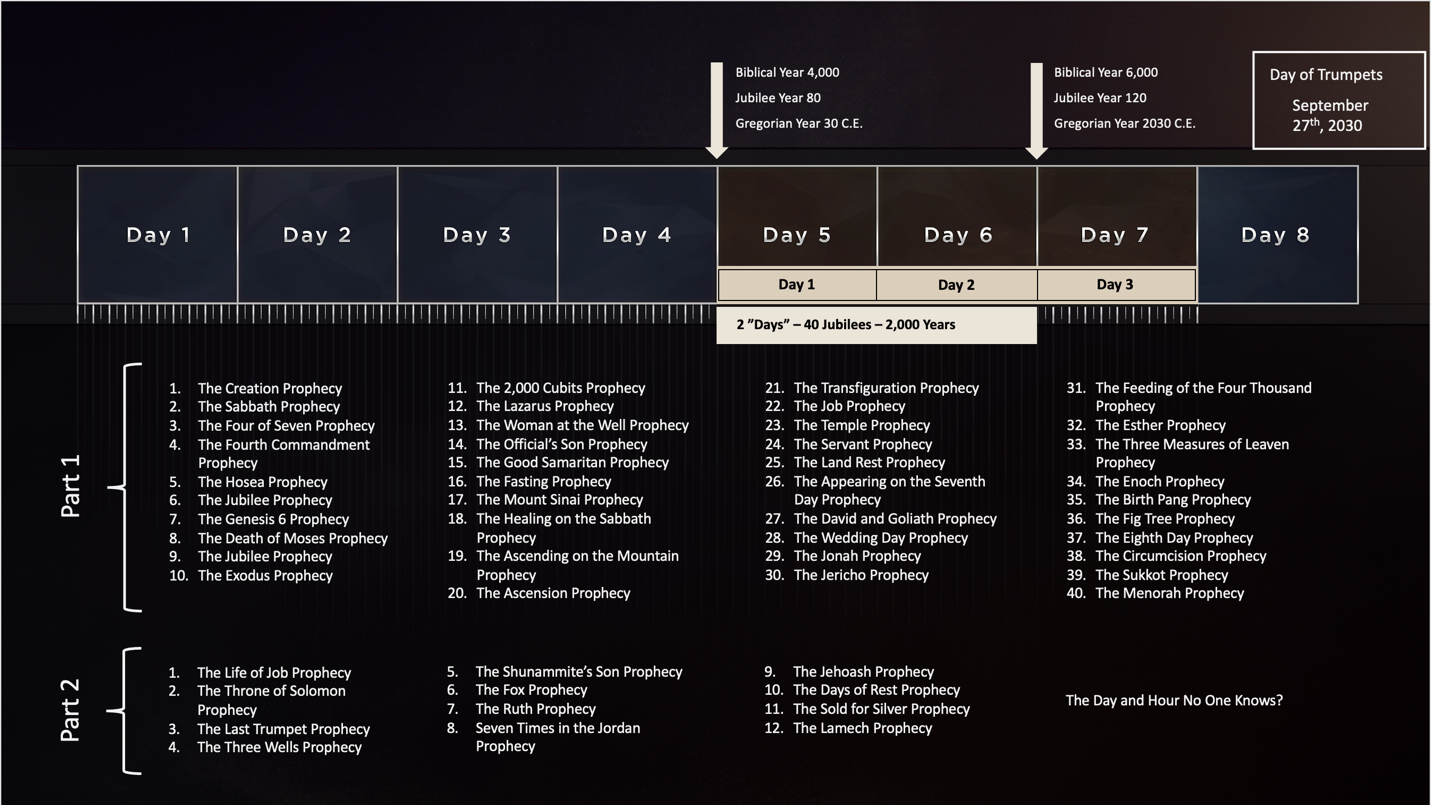 Biblical Year 4,000
Jubilee Year 80
Gregorian Year 30 C.E.
Biblical Year 6,000
Jubilee Year 120
Gregorian Year 2030 C.E.
Day of Trumpets
September
27th, 2030
Day 1
Day 2
Day 3
Day 4
Day 5
Day 6
Day 7
Day 8
Day 1
Day 2
Day 3
2 ”Days” – 40 Jubilees – 2,000 Years
Part 1
1. The Creation Prophecy
2. The Sabbath Prophecy
3. The Four of Seven Prophecy
4. The Fourth Commandment
Prophecy
5. The Hosea Prophecy
6. The Jubilee Prophecy
7. The Genesis 6 Prophecy
8. The Death of Moses Prophecy
9. The Jubilee Prophecy
10. The Exodus Prophecy
11. The 2,000 Cubits Prophecy
12. The Lazarus Prophecy
13. The Woman at the Well Prophecy
14. The Official’s Son Prophecy
15. The Good Samaritan Prophecy
16. The Fasting Prophecy
17. The Mount Sinai Prophecy
18. The Healing on the Sabbath
Prophecy
19. The Ascending on the Mountain
Prophecy
20. The Ascension Prophecy
21. The Transfiguration Prophecy
22. The Job Prophecy
23. The Temple Prophecy
24. The Servant Prophecy
25. The Land Rest Prophecy
26. The Appearing on the Seventh
Day Prophecy
27. The David and Goliath Prophecy
28. The Wedding Day Prophecy
29. The Jonah Prophecy
30. The Jericho Prophecy
31. The Feeding of the Four Thousand
Prophecy
32. The Esther Prophecy
33. The Three Measures of Leaven
Prophecy
34. The Enoch Prophecy
35. The Birth Pang Prophecy
36. The Fig Tree Prophecy
37. The Eighth Day Prophecy
38. The Circumcision Prophecy
39. The Sukkot Prophecy
40. The Menorah Prophecy
Part 2
1. The Life of Job Prophecy
2. The Throne of Solomon
Prophecy
3. The Last Trumpet Prophecy
4. The Three Wells Prophecy
5. The Shunammite’s Son Prophecy
6. The Fox Prophecy
7. The Ruth Prophecy
8. Seven Times in the Jordan
Prophecy
9. The Jehoash Prophecy
10. The Days of Rest Prophecy
11. The Sold for Silver Prophecy
12. The Lamech Prophecy
The Day and Hour No One Knows?